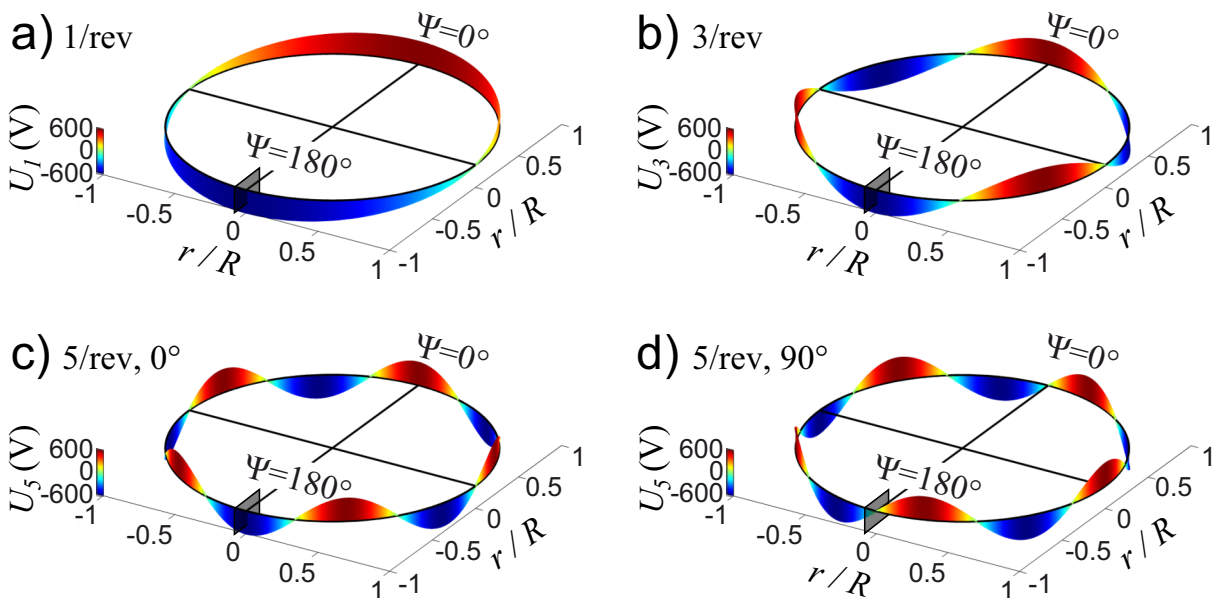 a) 1/rev
Ψ=0°
Ψ=180°
U1 (V)
600
0
-600
-1
-0.5
0
0.5
1
r / R
-1
-0.5
0
0.5
1
r / R
b) 3/rev
Ψ=0°
Ψ=180°
U3 (V)
600
0
-600
-1
-0.5
0
0.5
1
r / R
-1
-0.5
0
0.5
1
r / R
c) 5/rev, 0°
Ψ=0°
Ψ=180°
U5 (V)
600
0
-600
-1
-0.5
0
0.5
1
-1
-0.5
0
0.5
1
r / R
d) 5/rev, 90°
Ψ=0°
Ψ=180°
U5 (V)
600
0
-600
-1
-0.5
0
0.5
1
r / R
-1
-0.5
0
0.5
1
r / R